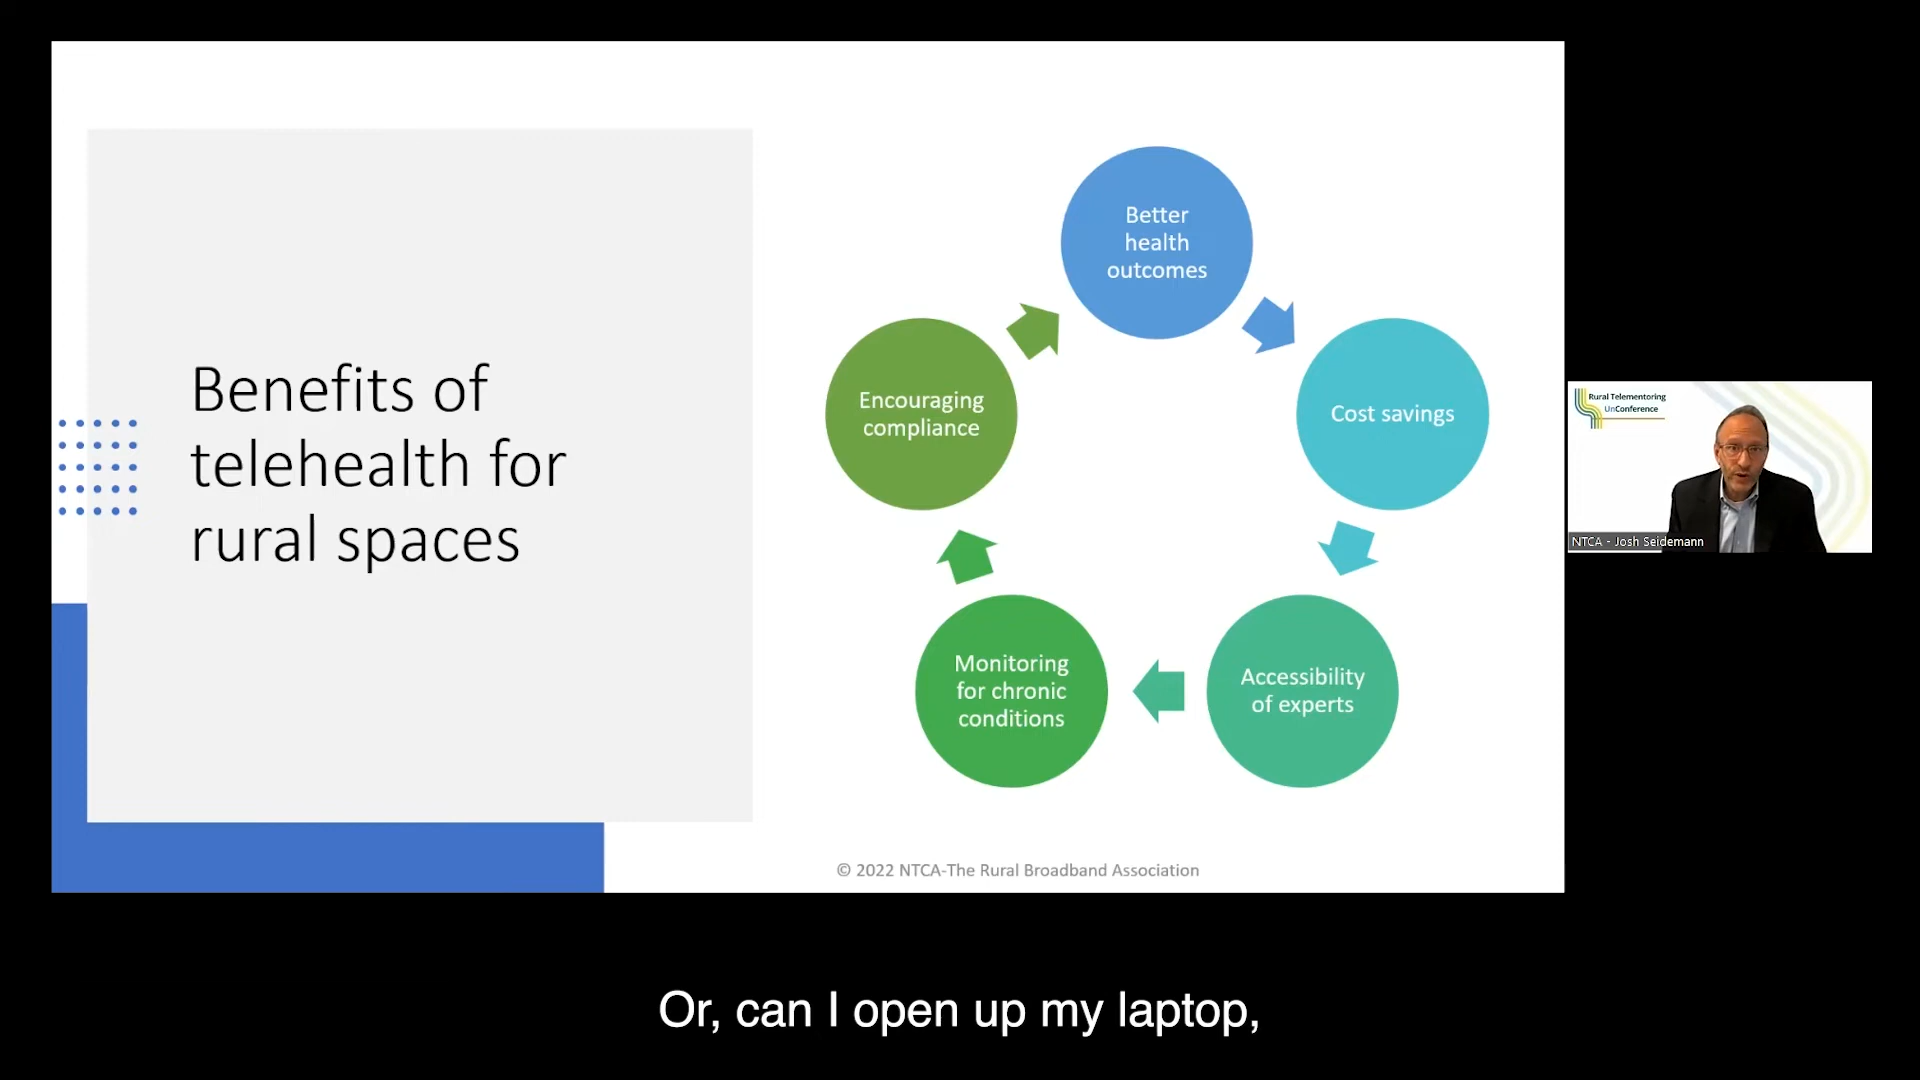 Benefits of
telehealth for
rural spaces
Better
health
outcomes
Cost savings
Accessibility
of experts
Monitoring
for chronic
conditions
Encouraging
compliance
© 2022 NTCA-The Rural Broadband Association
Rural Telementoring
UnConference
NTCA - Josh Seidemann
Or, can I open up my laptop,